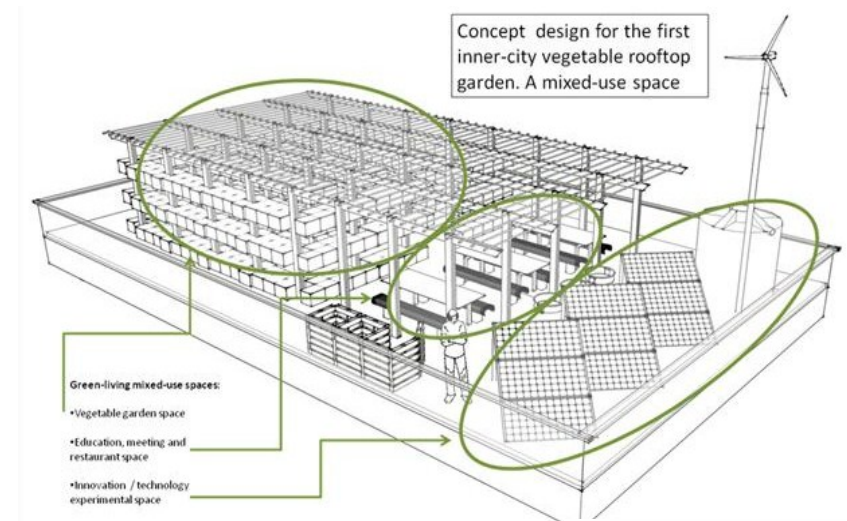 Concept design for the first
inner-city vegetable rooftop
garden. A mixed-use space
Green-living mixed-use spaces:
•Vegetable garden space
•Education, meeting and
restaurant space
•Innovation / technology
experimental space